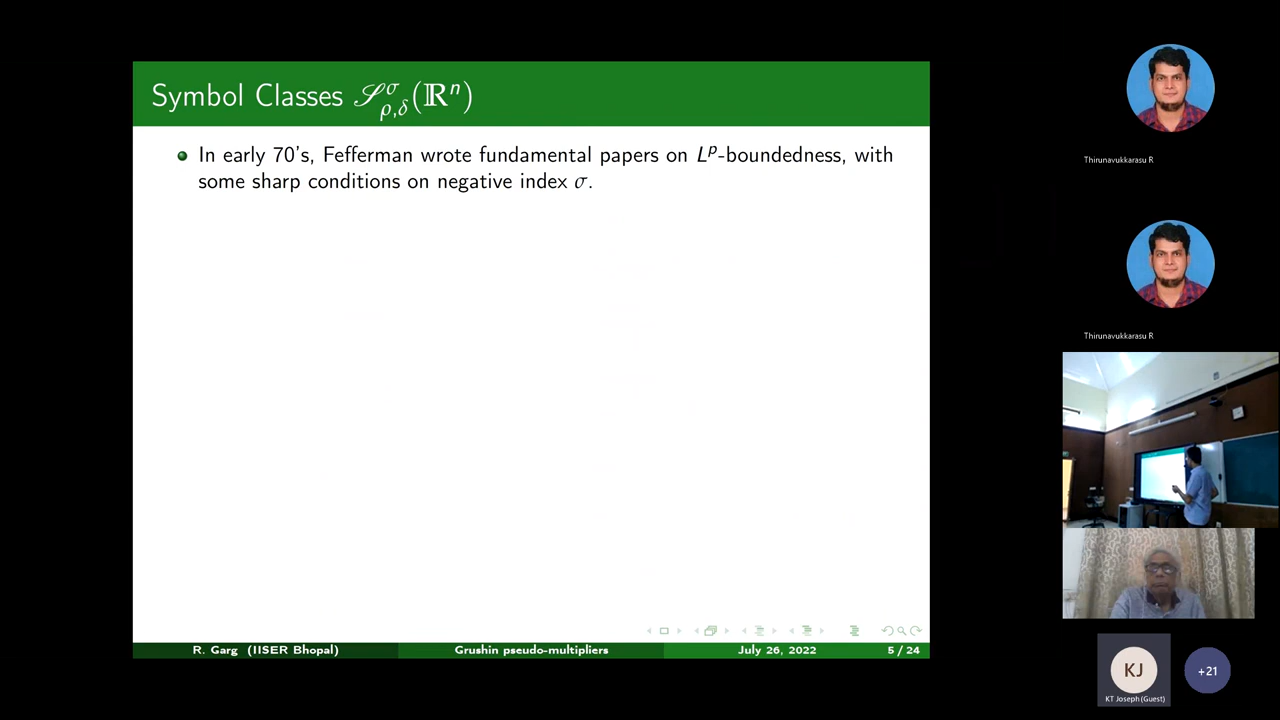 Symbol Classes 𝒮^σ_{ρ,δ}(ℝ^n)
In early 70's, Fefferman wrote fundamental papers on L^p-boundedness, with
some sharp conditions on negative index σ.
R. Garg (IISER Bhopal)
Grushin pseudo-multipliers
July 26, 2022
5 / 24
Thirunavukkarasu R
Thirunavukkarasu R
KJ
KT Joseph (Guest)
+21